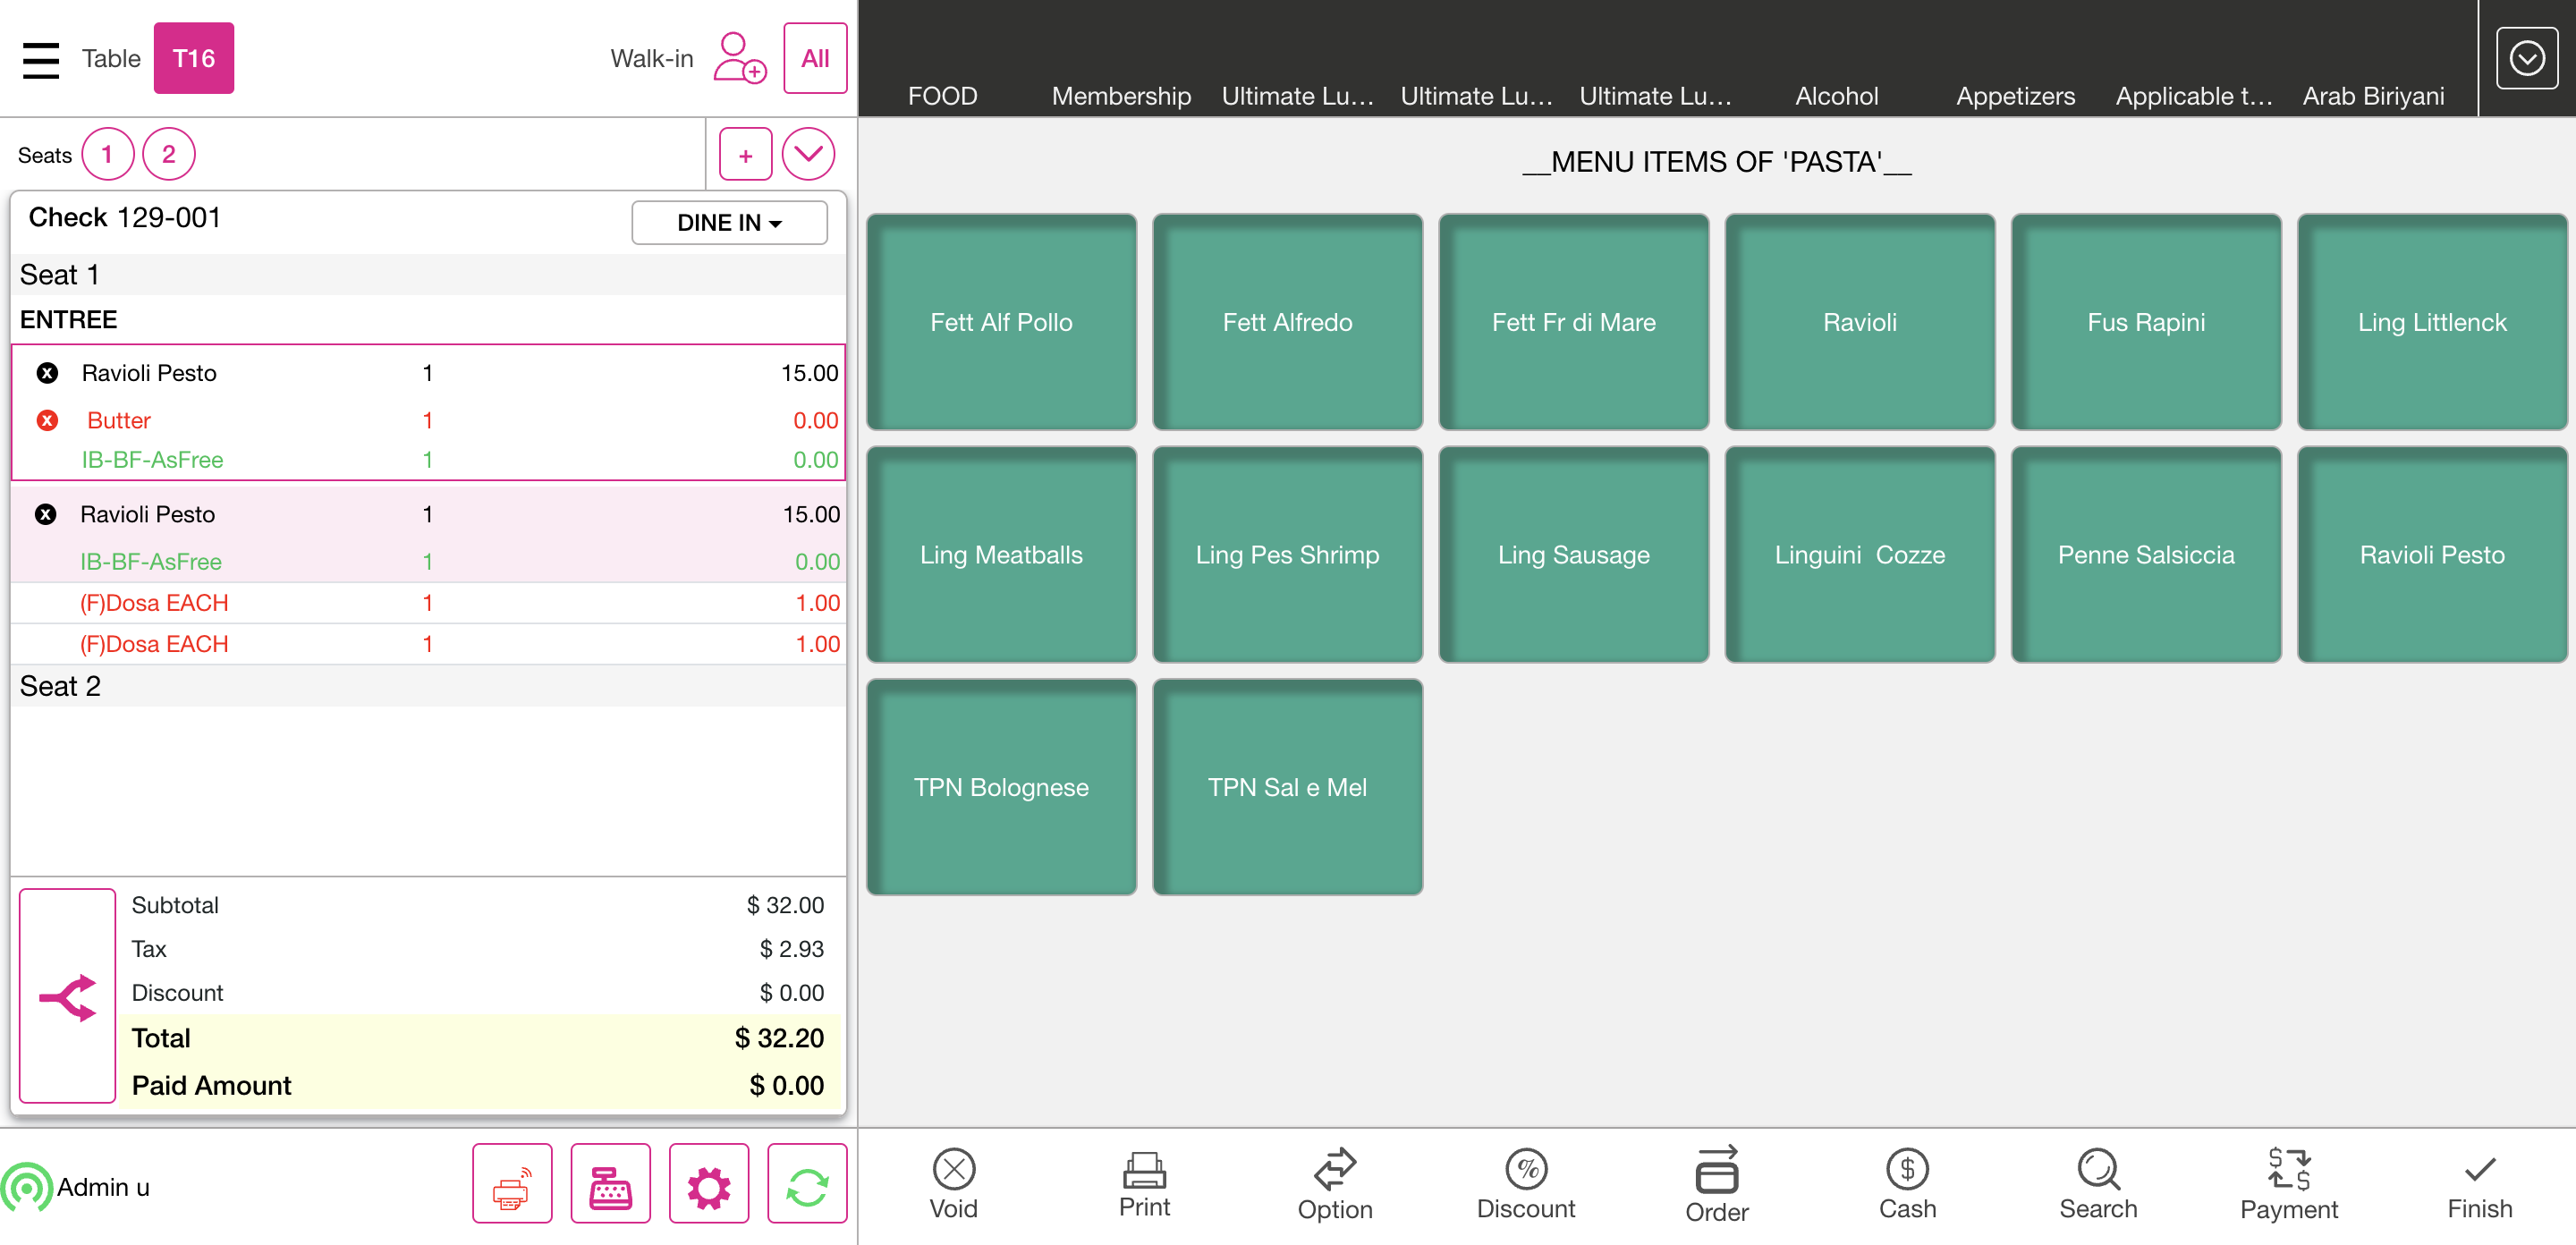 Table T16 Walk-in All
FOOD Membership Ultimate Lu... Ultimate Lu... Ultimate Lu... Alcohol Appetizers Applicable t... Arab Biriyani
Seats 1 2 +
Check 129-001 DINE IN
Seat 1
ENTREE
x Ravioli Pesto 1 15.00
x Butter 1 0.00
IB-BF-AsFree 1 0.00
x Ravioli Pesto 1 15.00
IB-BF-AsFree 1 0.00
(F)Dosa EACH 1 1.00
(F)Dosa EACH 1 1.00
Seat 2
Subtotal $ 32.00
Tax $ 2.93
Discount $ 0.00
Total $ 32.20
Paid Amount $ 0.00
Admin u
__MENU ITEMS OF 'PASTA'__
Fett Alf Pollo Fett Alfredo Fett Fr di Mare Ravioli Fus Rapini Ling Littlenck
Ling Meatballs Ling Pes Shrimp Ling Sausage Linguini  Cozze Penne Salsiccia Ravioli Pesto
TPN Bolognese TPN Sal e Mel
Void Print Option Discount Order Cash Search Payment Finish